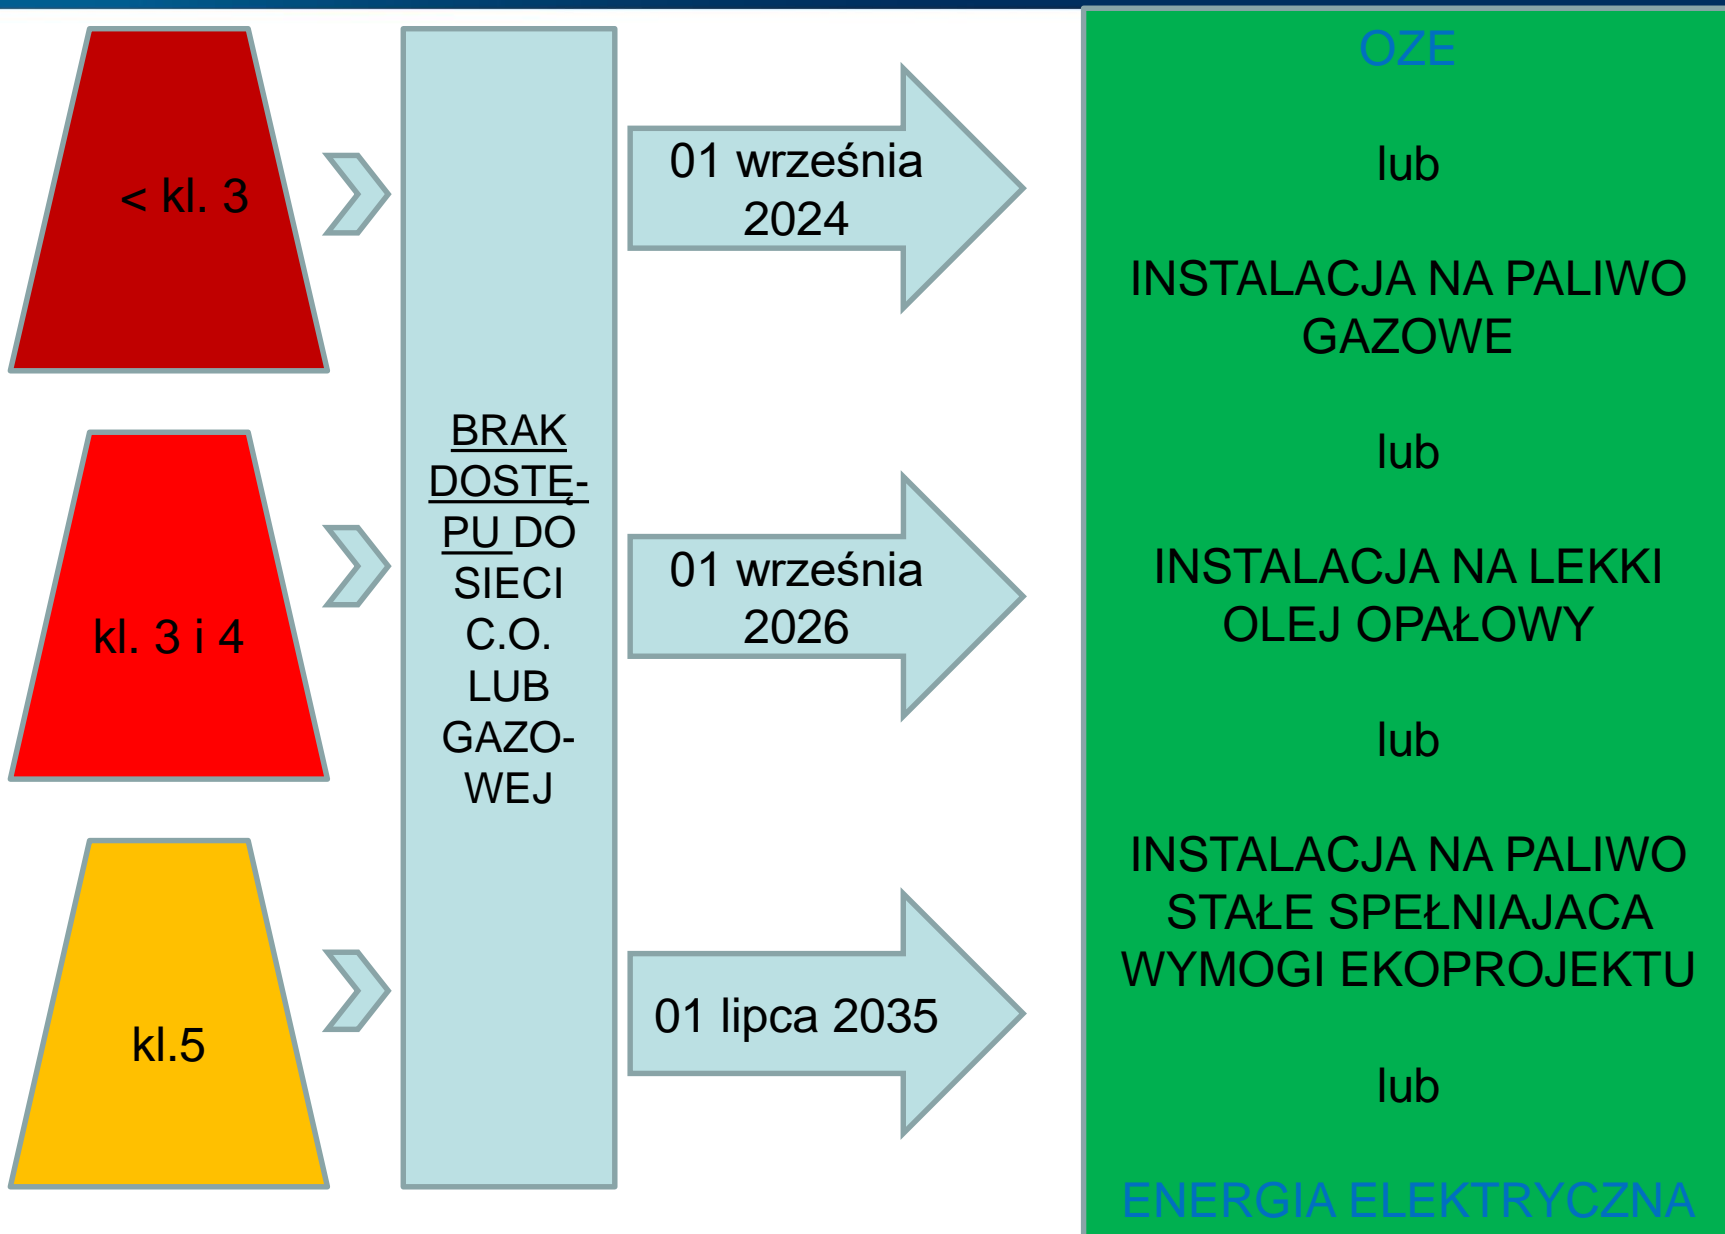 < kl. 3
kl. 3 i 4
kl.5
BRAK
DOSTĘ-
PU DO
SIECI
C.O.
LUB
GAZO-
WEJ
01 września
2024
01 września
2026
01 lipca 2035
OZE
lub
INSTALACJA NA PALIWO
GAZOWE
lub
INSTALACJA NA LEKKI
OLEJ OPAŁOWY
lub
INSTALACJA NA PALIWO
STAŁE SPEŁNIAJACA
WYMOGI EKOPROJEKTU
lub
ENERGIA ELEKTRYCZNA